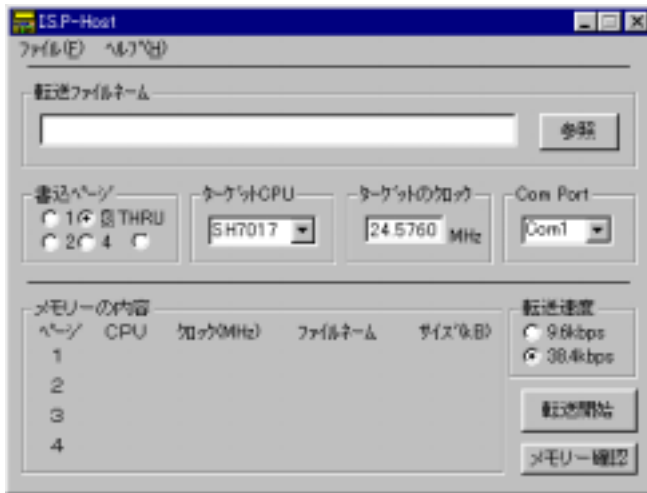 I.S.P-Host
ファイル(F) ヘルプ(H)
転送ファイルネーム
参照
書込ページ
1 3 THRU
2 4
ターゲットCPU
SH7017
ターゲットのクロック
24.5760 MHz
Com Port
Com1
メモリーの内容
ページ CPU クロック(MHz) ファイルネーム サイズ(kB)
1
2
3
4
転送速度
9.6kbps
38.4kbps
転送開始
メモリー確認